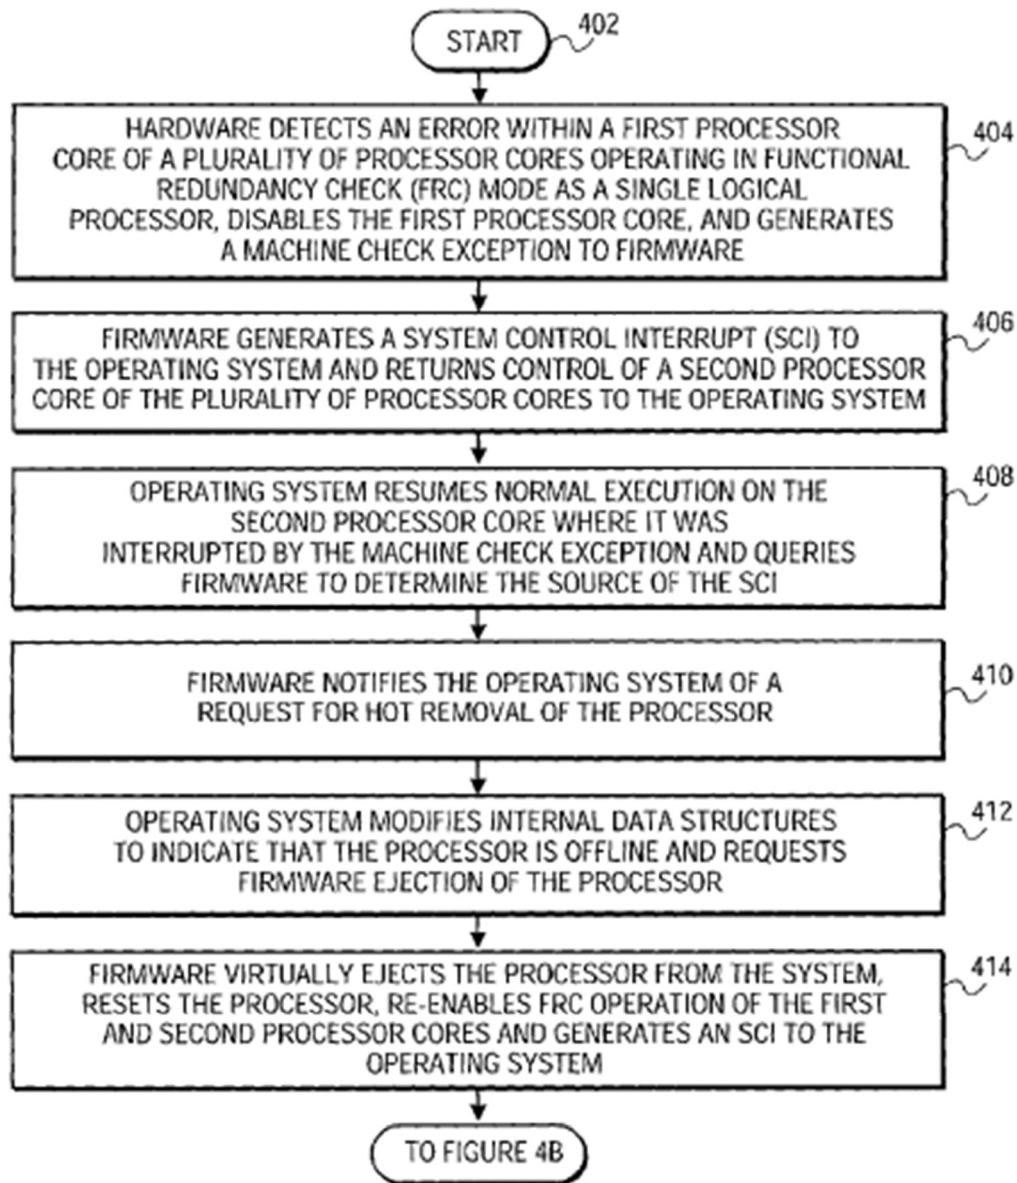 START
402
HARDWARE DETECTS AN ERROR WITHIN A FIRST PROCESSOR
CORE OF A PLURALITY OF PROCESSOR CORES OPERATING IN FUNCTIONAL
REDUNDANCY CHECK (FRC) MODE AS A SINGLE LOGICAL
PROCESSOR, DISABLES THE FIRST PROCESSOR CORE, AND GENERATES
A MACHINE CHECK EXCEPTION TO FIRMWARE
404
FIRMWARE GENERATES A SYSTEM CONTROL INTERRUPT (SCI) TO
THE OPERATING SYSTEM AND RETURNS CONTROL OF A SECOND PROCESSOR
CORE OF THE PLURALITY OF PROCESSOR CORES TO THE OPERATING SYSTEM
406
OPERATING SYSTEM RESUMES NORMAL EXECUTION ON THE
SECOND PROCESSOR CORE WHERE IT WAS
INTERRUPTED BY THE MACHINE CHECK EXCEPTION AND QUERIES
FIRMWARE TO DETERMINE THE SOURCE OF THE SCI
408
FIRMWARE NOTIFIES THE OPERATING SYSTEM OF A
REQUEST FOR HOT REMOVAL OF THE PROCESSOR
410
OPERATING SYSTEM MODIFIES INTERNAL DATA STRUCTURES
TO INDICATE THAT THE PROCESSOR IS OFFLINE AND REQUESTS
FIRMWARE EJECTION OF THE PROCESSOR
412
FIRMWARE VIRTUALLY EJECTS THE PROCESSOR FROM THE SYSTEM,
RESETS THE PROCESSOR, RE-ENABLES FRC OPERATION OF THE FIRST
AND SECOND PROCESSOR CORES AND GENERATES AN SCI TO THE
OPERATING SYSTEM
414
TO FIGURE 4B